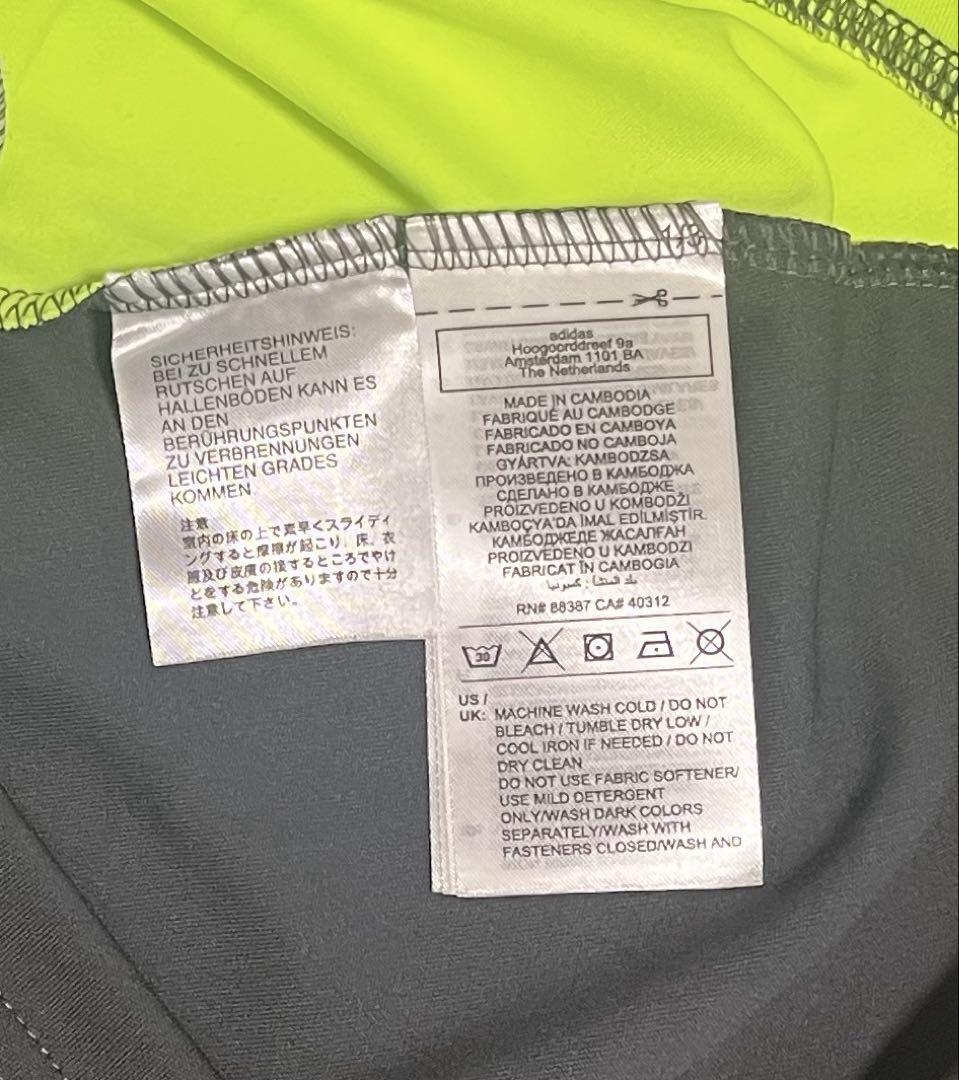 SICHERHEITSHINWEIS:
BEI ZU SCHNELLEM
RUTSCHEN AUF
HALLENBÖDEN KANN ES
AN DEN
BERÜHRUNGSPUNKTEN
ZU VERBRENNUNGEN
LEICHTEN GRADES
KOMMEN.
注意
室内の床の上で素早くスライディ
ングすると摩擦が起こり、床、衣
服及び皮膚の接するところでやけ
どをする危険がありますので十分
注意して下さい。
adidas
Hoogoorddreef 9a
Amsterdam 1101 BA
The Netherlands
MADE IN CAMBODIA
FABRIQUÉ AU CAMBODGE
FABRICADO EN CAMBOYA
FABRICADO NO CAMBOJA
GYÁRTVA: KAMBODZSA
ПРОИЗВЕДЕНО В КАМБОДЖА
СДЕЛАНО В КАМБОДЖЕ
PROIZVEDENO U KOMBODŽI
KAMBOÇYA'DA İMAL EDİLMİŞTİR.
КАМБОДЖЕДЕ ЖАСАЛҒАН
PROIZVEDENO U KAMBODZI
FABRICAT ÎN CAMBOGIA
بلد المنشأ : كمبوديا
RN# 88387 CA# 40312
30
US /
UK: MACHINE WASH COLD / DO NOT
BLEACH / TUMBLE DRY LOW /
COOL IRON IF NEEDED / DO NOT
DRY CLEAN
DO NOT USE FABRIC SOFTENER/
USE MILD DETERGENT
ONLY/WASH DARK COLORS
SEPARATELY/WASH WITH
FASTENERS CLOSED/WASH AND